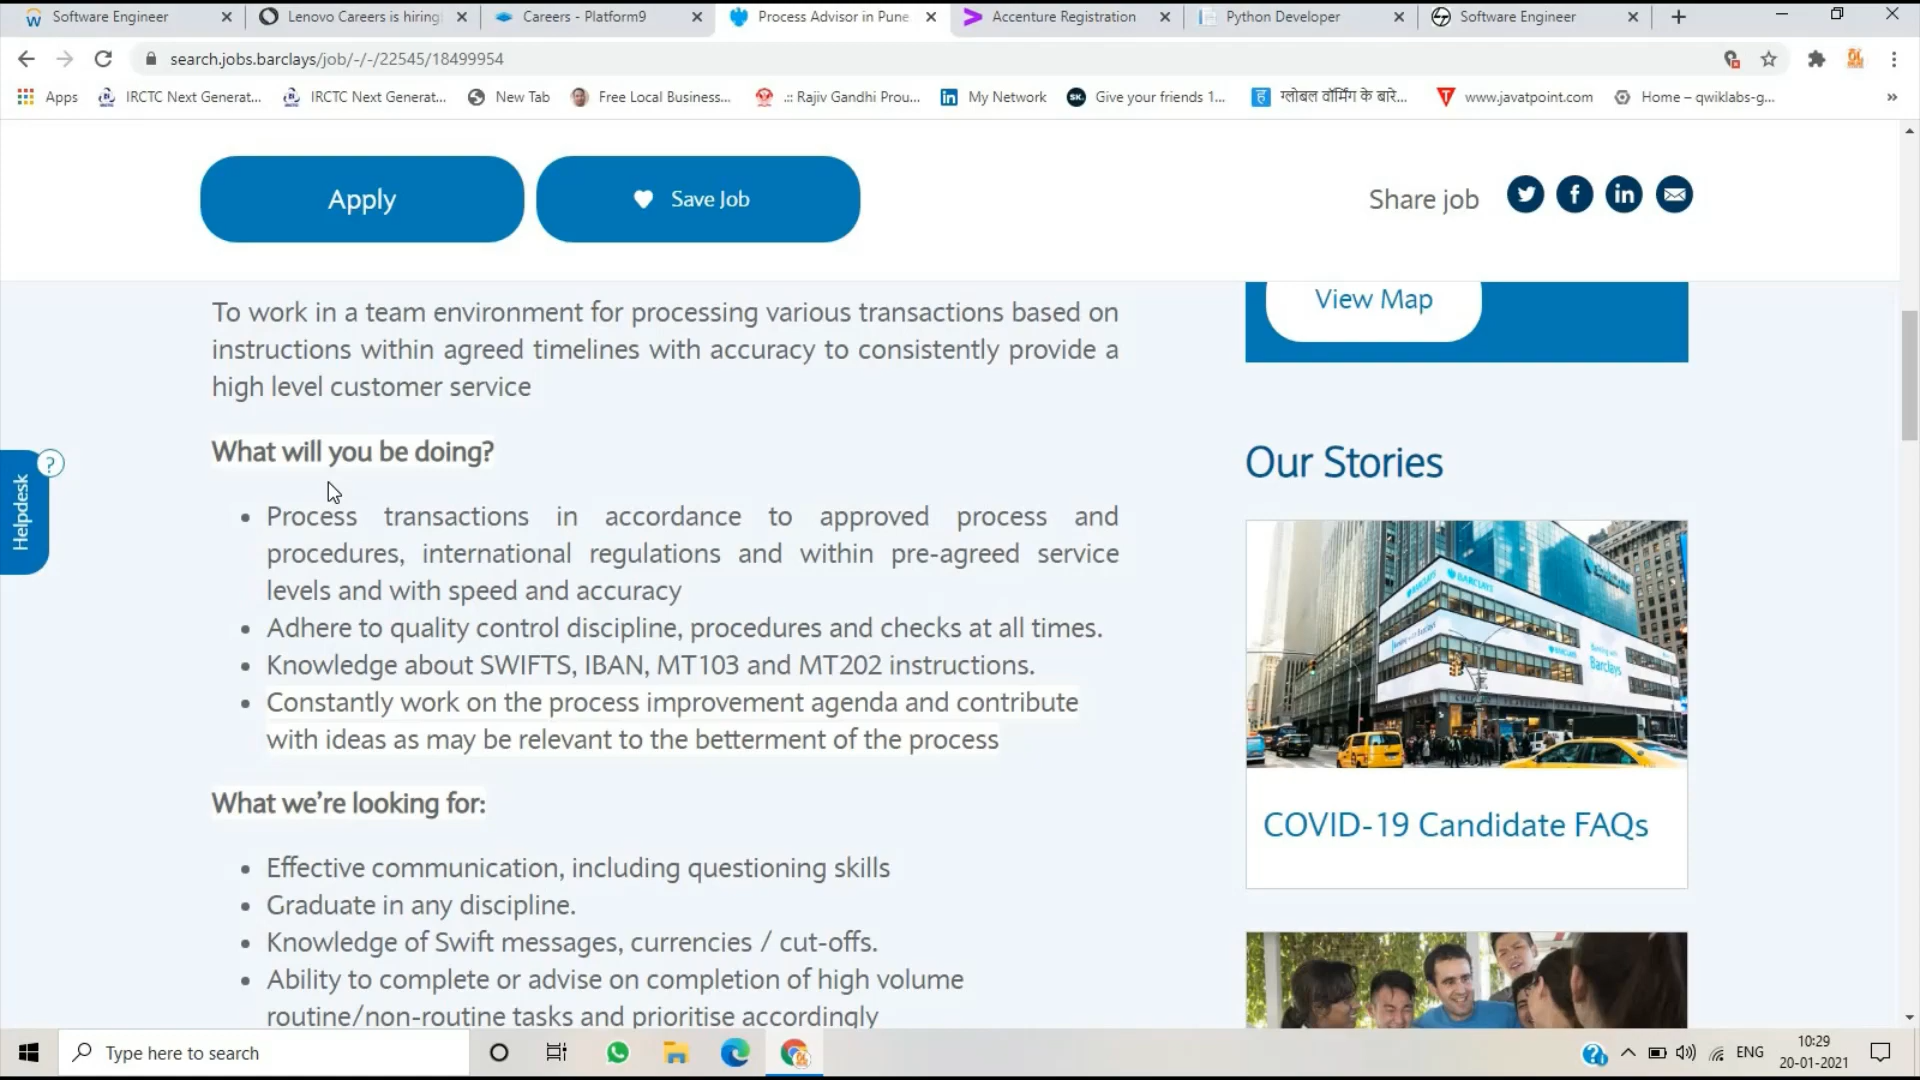 Software Engineer
Lenovo Careers is hiring
Careers - Platform9
Process Advisor in Pune
Accenture Registration
Python Developer
Software Engineer
search.jobs.barclays/job/-/-/22545/18499954
Apps
IRCTC Next Generat...
IRCTC Next Generat...
New Tab
Free Local Business...
.:: Rajiv Gandhi Prou...
My Network
Give your friends 1...
ग्लोबल वॉर्मिंग के बारे...
www.javatpoint.com
Home – qwiklabs-g...
Apply
Save Job
Share job
View Map
To work in a team environment for processing various transactions based on
instructions within agreed timelines with accuracy to consistently provide a
high level customer service
What will you be doing?
• Process transactions in accordance to approved process and
procedures, international regulations and within pre-agreed service
levels and with speed and accuracy
• Adhere to quality control discipline, procedures and checks at all times.
• Knowledge about SWIFTS, IBAN, MT103 and MT202 instructions.
• Constantly work on the process improvement agenda and contribute
with ideas as may be relevant to the betterment of the process
What we’re looking for:
• Effective communication, including questioning skills
• Graduate in any discipline.
• Knowledge of Swift messages, currencies / cut-offs.
• Ability to complete or advise on completion of high volume
routine/non-routine tasks and prioritise accordingly
Helpdesk
?
Our Stories
BARCLAYS
BARCLAYS
Barclays
COVID-19 Candidate FAQs
Type here to search
ENG
10:29
20-01-2021